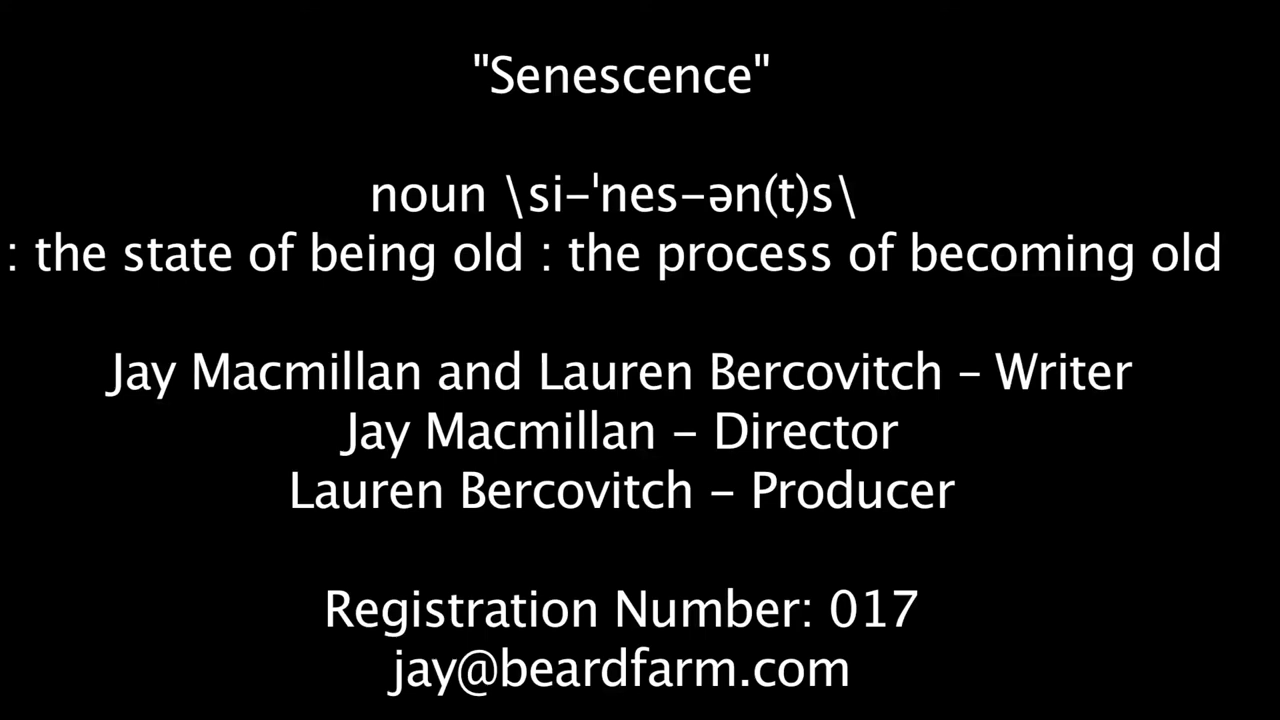 "Senescence"
noun \si-ˈnes-ən(t)s\
: the state of being old : the process of becoming old
Jay Macmillan and Lauren Bercovitch – Writer
Jay Macmillan – Director
Lauren Bercovitch – Producer
Registration Number: 017
jay@beardfarm.com